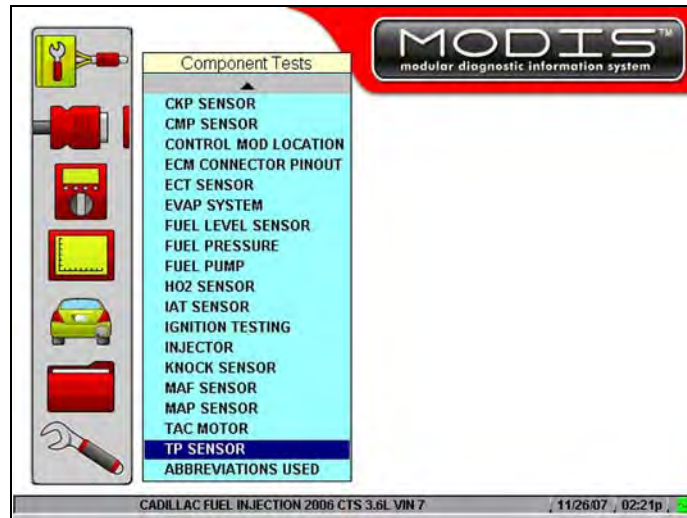 MODIS™
modular diagnostic information system
Component Tests
CKP SENSOR
CMP SENSOR
CONTROL MOD LOCATION
ECM CONNECTOR PINOUT
ECT SENSOR
EVAP SYSTEM
FUEL LEVEL SENSOR
FUEL PRESSURE
FUEL PUMP
HO2 SENSOR
IAT SENSOR
IGNITION TESTING
INJECTOR
KNOCK SENSOR
MAF SENSOR
MAP SENSOR
TAC MOTOR
TP SENSOR
ABBREVIATIONS USED
CADILLAC FUEL INJECTION 2006 CTS 3.6L VIN 7 11/26/07 02:21p